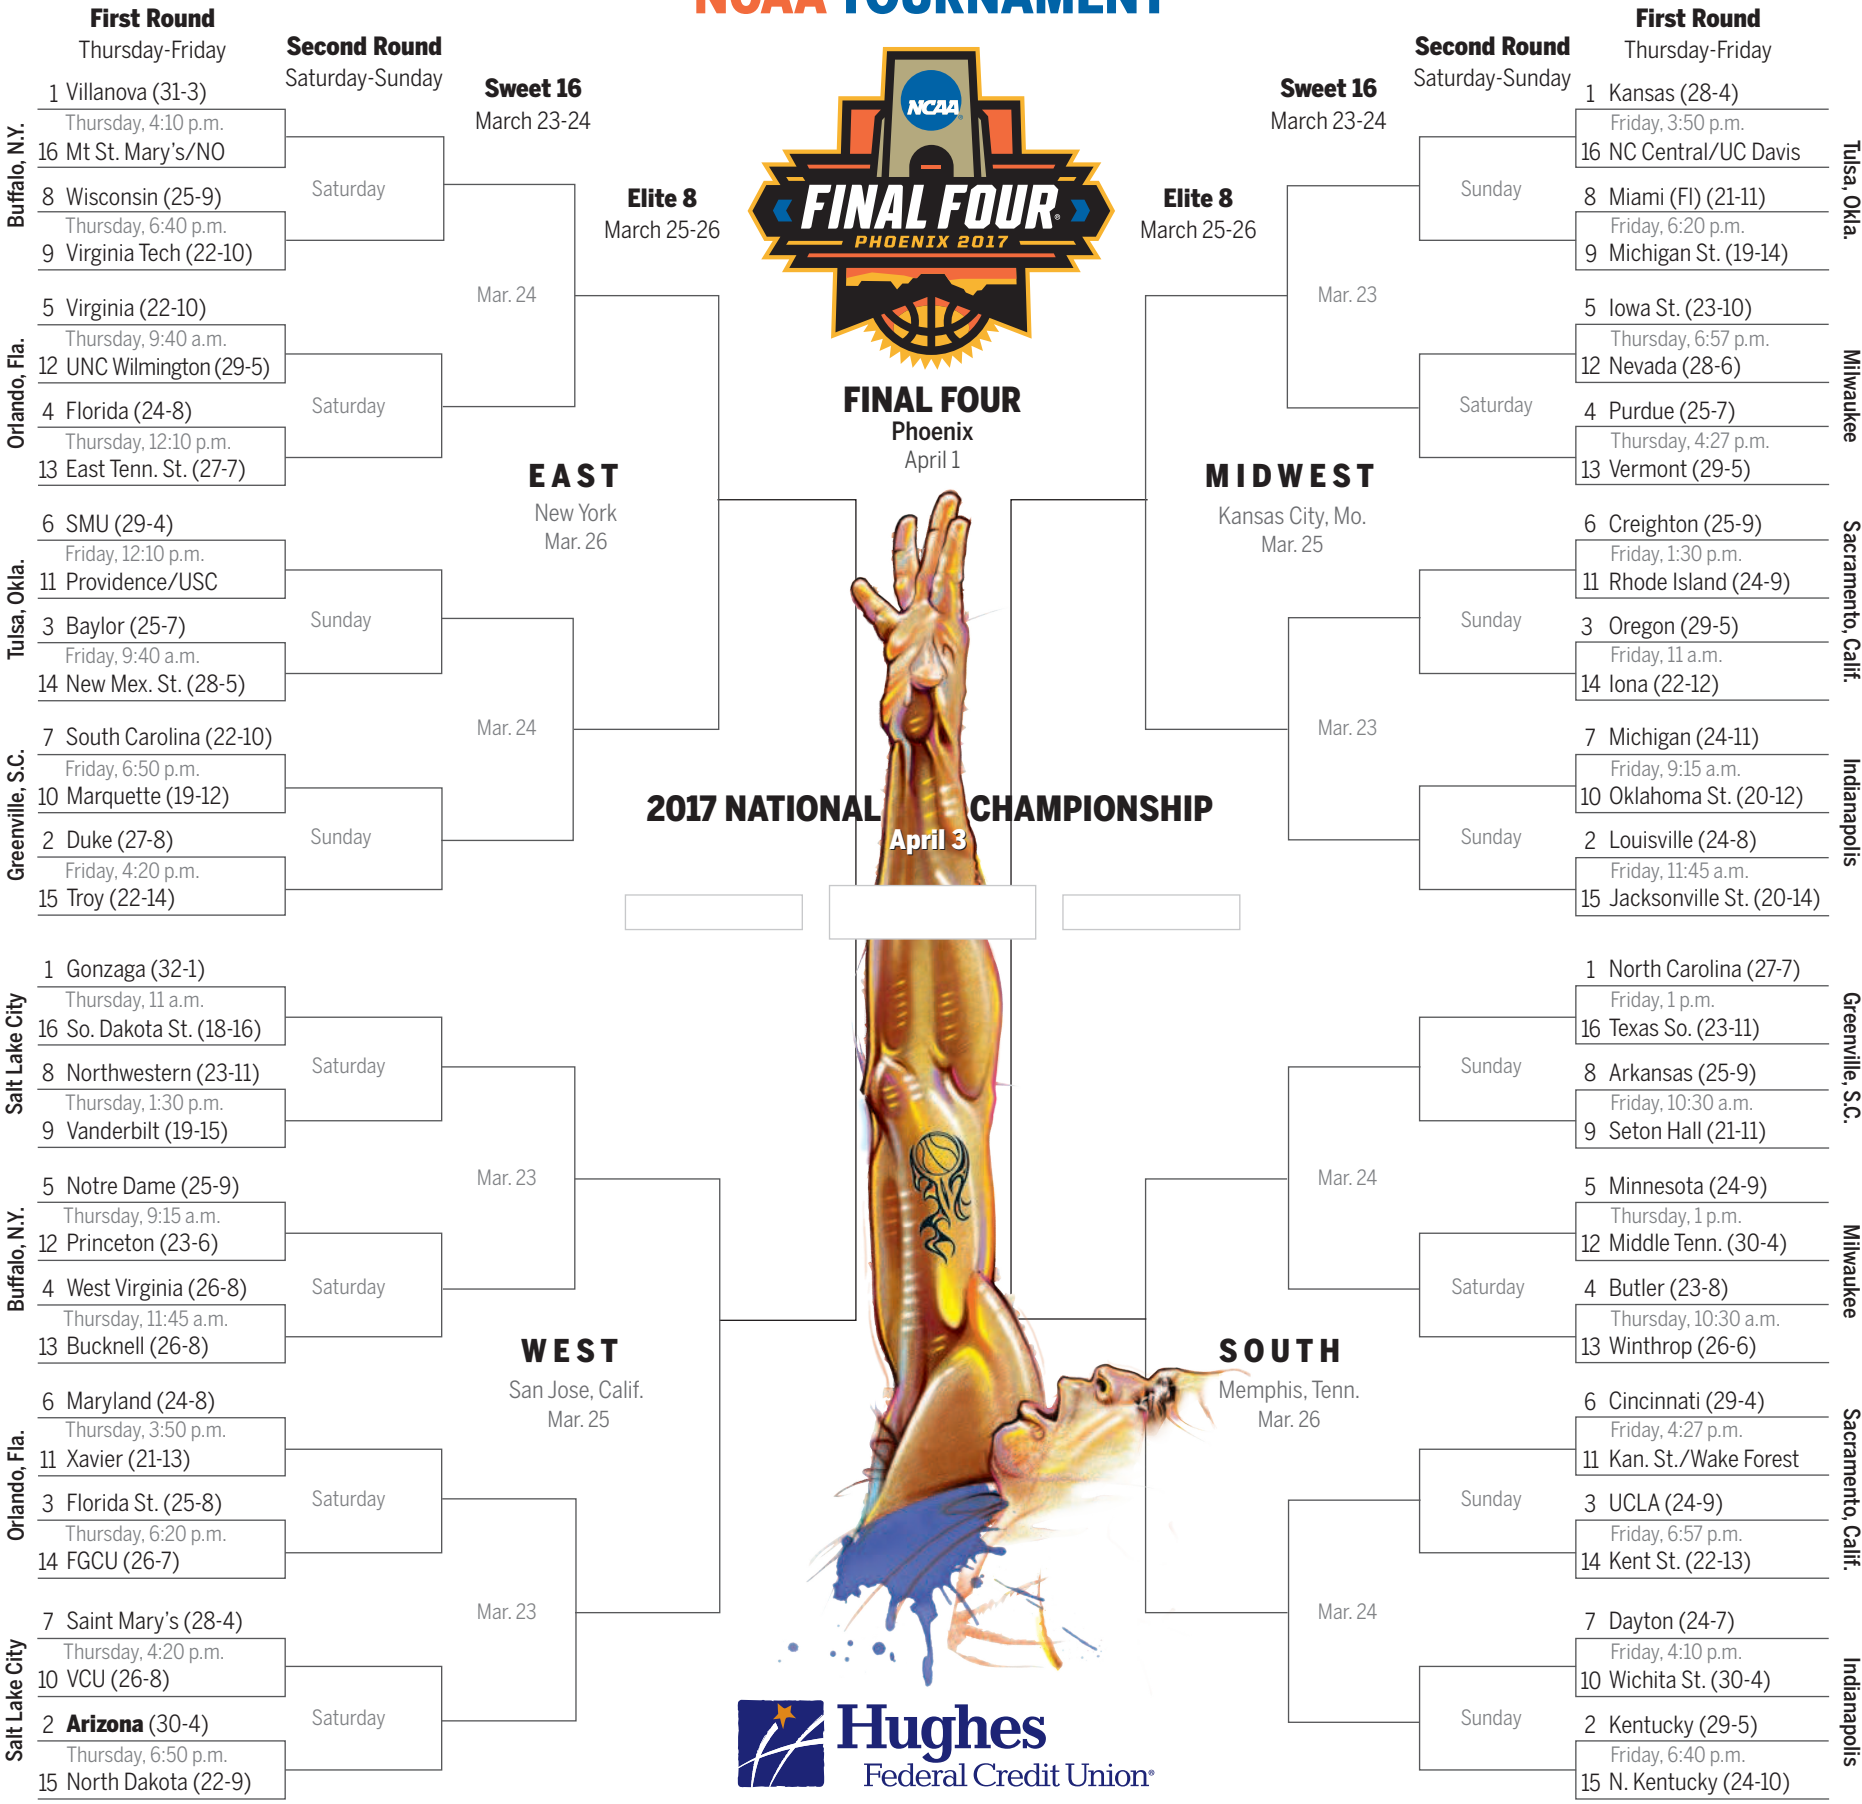 NCAA TOURNAMENT
First Round
Thursday-Friday
Second Round
Saturday-Sunday
Sweet 16
March 23-24
Elite 8
March 25-26
Buffalo, N.Y.
1 Villanova (31-3)
Thursday, 4:10 p.m.
16 Mt St. Mary's/NO
8 Wisconsin (25-9)
Thursday, 6:40 p.m.
9 Virginia Tech (22-10)
Saturday
Orlando, Fla.
5 Virginia (22-10)
Thursday, 9:40 a.m.
12 UNC Wilmington (29-5)
4 Florida (24-8)
Thursday, 12:10 p.m.
13 East Tenn. St. (27-7)
Saturday
Mar. 24
Tulsa, Okla.
6 SMU (29-4)
Friday, 12:10 p.m.
11 Providence/USC
3 Baylor (25-7)
Friday, 9:40 a.m.
14 New Mex. St. (28-5)
Sunday
Greenville, S.C.
7 South Carolina (22-10)
Friday, 6:50 p.m.
10 Marquette (19-12)
2 Duke (27-8)
Friday, 4:20 p.m.
15 Troy (22-14)
Sunday
Mar. 24
EAST
New York
Mar. 26
Salt Lake City
1 Gonzaga (32-1)
Thursday, 11 a.m.
16 So. Dakota St. (18-16)
8 Northwestern (23-11)
Thursday, 1:30 p.m.
9 Vanderbilt (19-15)
Saturday
Buffalo, N.Y.
5 Notre Dame (25-9)
Thursday, 9:15 a.m.
12 Princeton (23-6)
4 West Virginia (26-8)
Thursday, 11:45 a.m.
13 Bucknell (26-8)
Saturday
Mar. 23
Orlando, Fla.
6 Maryland (24-8)
Thursday, 3:50 p.m.
11 Xavier (21-13)
3 Florida St. (25-8)
Thursday, 6:20 p.m.
14 FGCU (26-7)
Saturday
Salt Lake City
7 Saint Mary's (28-4)
Thursday, 4:20 p.m.
10 VCU (26-8)
2 Arizona (30-4)
Thursday, 6:50 p.m.
15 North Dakota (22-9)
Saturday
Mar. 23
WEST
San Jose, Calif.
Mar. 25
NCAA
FINAL FOUR
PHOENIX 2017
FINAL FOUR
Phoenix
April 1
2017 NATIONAL CHAMPIONSHIP
April 3
Hughes
Federal Credit Union
First Round
Thursday-Friday
Second Round
Saturday-Sunday
Sweet 16
March 23-24
Elite 8
March 25-26
Tulsa, Okla.
1 Kansas (28-4)
Friday, 3:50 p.m.
16 NC Central/UC Davis
8 Miami (Fl) (21-11)
Friday, 6:20 p.m.
9 Michigan St. (19-14)
Sunday
Milwaukee
5 Iowa St. (23-10)
Thursday, 6:57 p.m.
12 Nevada (28-6)
4 Purdue (25-7)
Thursday, 4:27 p.m.
13 Vermont (29-5)
Saturday
Mar. 23
Sacramento, Calif.
6 Creighton (25-9)
Friday, 1:30 p.m.
11 Rhode Island (24-9)
3 Oregon (29-5)
Friday, 11 a.m.
14 Iona (22-12)
Sunday
Indianapolis
7 Michigan (24-11)
Friday, 9:15 a.m.
10 Oklahoma St. (20-12)
2 Louisville (24-8)
Friday, 11:45 a.m.
15 Jacksonville St. (20-14)
Sunday
Mar. 23
MIDWEST
Kansas City, Mo.
Mar. 25
Greenville, S.C.
1 North Carolina (27-7)
Friday, 1 p.m.
16 Texas So. (23-11)
8 Arkansas (25-9)
Friday, 10:30 a.m.
9 Seton Hall (21-11)
Sunday
Milwaukee
5 Minnesota (24-9)
Thursday, 1 p.m.
12 Middle Tenn. (30-4)
4 Butler (23-8)
Thursday, 10:30 a.m.
13 Winthrop (26-6)
Saturday
Mar. 24
Sacramento, Calif.
6 Cincinnati (29-4)
Friday, 4:27 p.m.
11 Kan. St./Wake Forest
3 UCLA (24-9)
Friday, 6:57 p.m.
14 Kent St. (22-13)
Sunday
Indianapolis
7 Dayton (24-7)
Friday, 4:10 p.m.
10 Wichita St. (30-4)
2 Kentucky (29-5)
Friday, 6:40 p.m.
15 N. Kentucky (24-10)
Sunday
Mar. 24
SOUTH
Memphis, Tenn.
Mar. 26